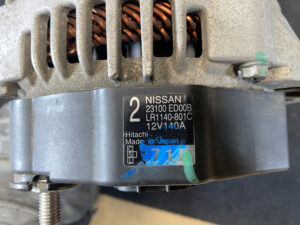 2 NISSAN
23100 ED00B
LR1140-801C
12V140A
Hitachi
Made in Japan